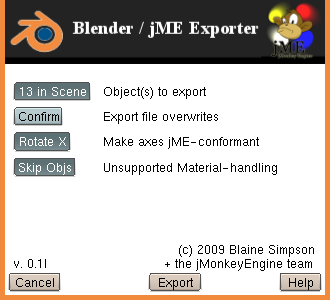 Blender / jME Exporter
jME
13 in Scene Object(s) to export
Confirm Export file overwrites
Rotate X Make axes jME-conformant
Skip Objs Unsupported Material-handling
(c) 2009 Blaine Simpson
v. 0.1l + the jMonkeyEngine team
Cancel Export Help